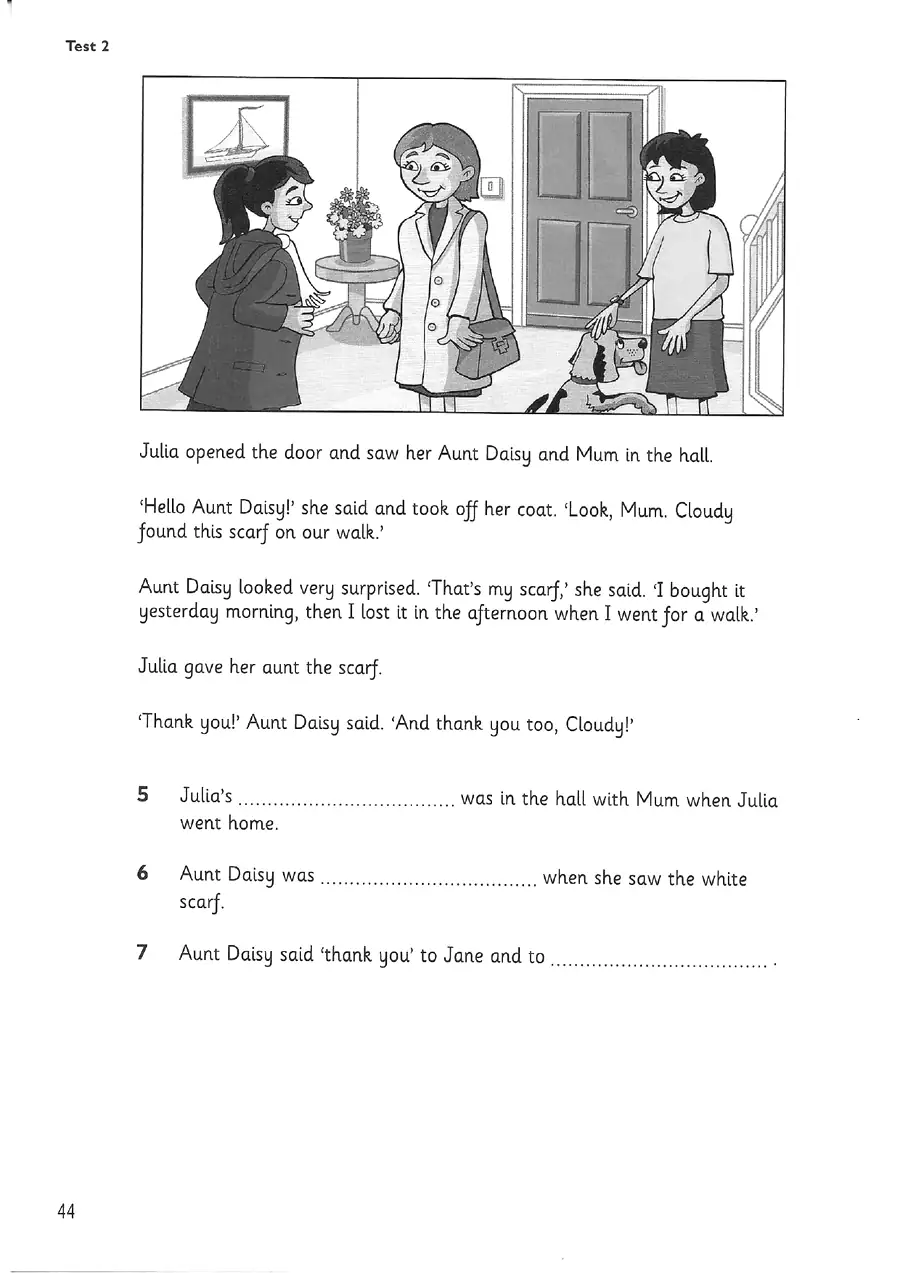 Test 2
Julia opened the door and saw her Aunt Daisy and Mum in the hall.
‘Hello Aunt Daisy!’ she said and took off her coat. ‘Look, Mum. Cloudy
found this scarf on our walk.’
Aunt Daisy looked very surprised. ‘That’s my scarf,’ she said. ‘I bought it
yesterday morning, then I lost it in the afternoon when I went for a walk.’
Julia gave her aunt the scarf.
‘Thank you!’ Aunt Daisy said. ‘And thank you too, Cloudy!’
5 Julia’s ..................................... was in the hall with Mum when Julia
went home.
6 Aunt Daisy was ..................................... when she saw the white
scarf.
7 Aunt Daisy said ‘thank you’ to Jane and to ..................................... .
44